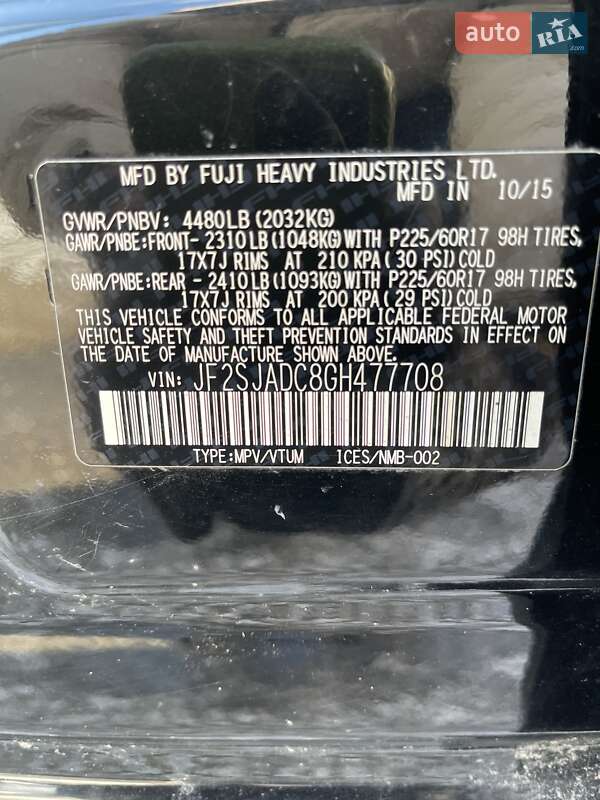 auto RIA.com
MFD BY FUJI HEAVY INDUSTRIES LTD.
MFD IN 10/15
GVWR/PNBV: 4480LB(2032KG)
GAWR/PNBE:FRONT-2310LB(1048KG)WITH P225/60R17 98H TIRES,
17X7J RIMS AT 210 KPA(30 PSI)COLD
GAWR/PNBE:REAR -2410LB(1093KG)WITH P225/60R17 98H TIRES,
17X7J RIMS AT 200 KPA(29 PSI)COLD
THIS VEHICLE CONFORMS TO ALL APPLICABLE FEDERAL MOTOR
VEHICLE SAFETY AND THEFT PREVENTION STANDARDS IN EFFECT ON
THE DATE OF MANUFACTURE SHOWN ABOVE.
VIN: JF2SJADC8GH477708
TYPE:MPV/VTUM ICES/NMB-002